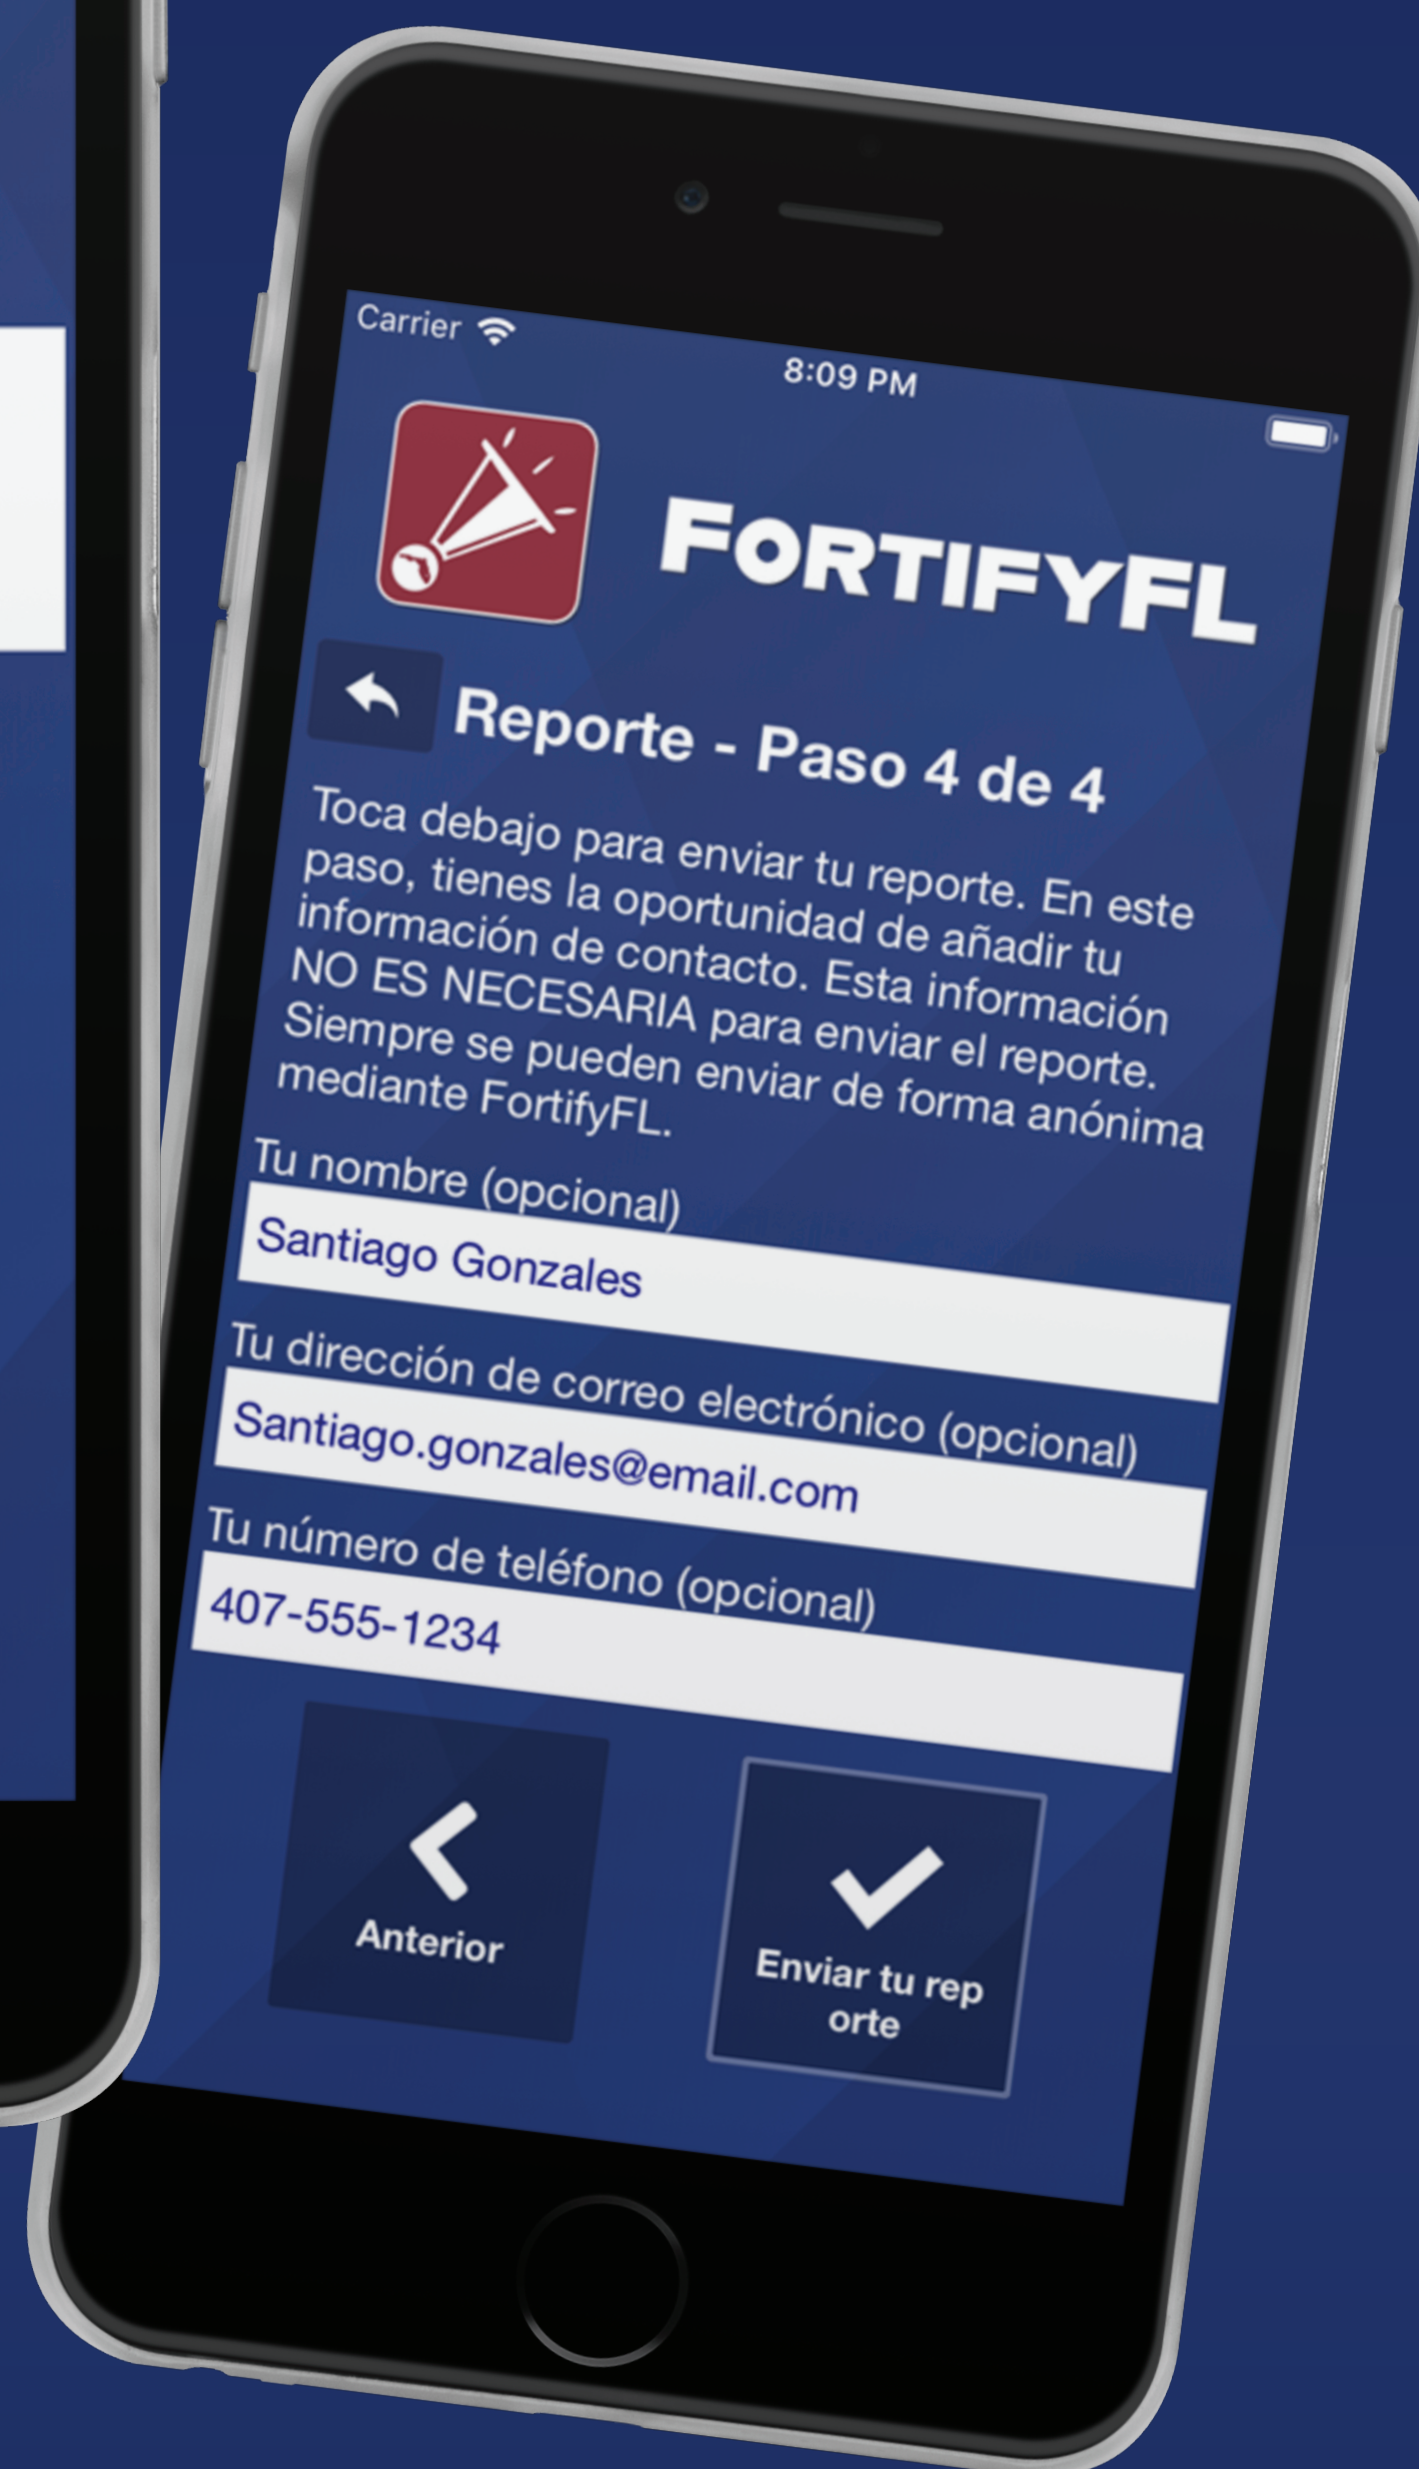 Carrier
8:09 PM
FORTIFYFL
Reporte - Paso 4 de 4
Toca debajo para enviar tu reporte. En este
paso, tienes la oportunidad de añadir tu
información de contacto. Esta información
NO ES NECESARIA para enviar el reporte.
Siempre se pueden enviar de forma anónima
mediante FortifyFL.
Tu nombre (opcional)
Santiago Gonzales
Tu dirección de correo electrónico (opcional)
Santiago.gonzales@email.com
Tu número de teléfono (opcional)
407-555-1234
Anterior
Enviar tu rep
orte